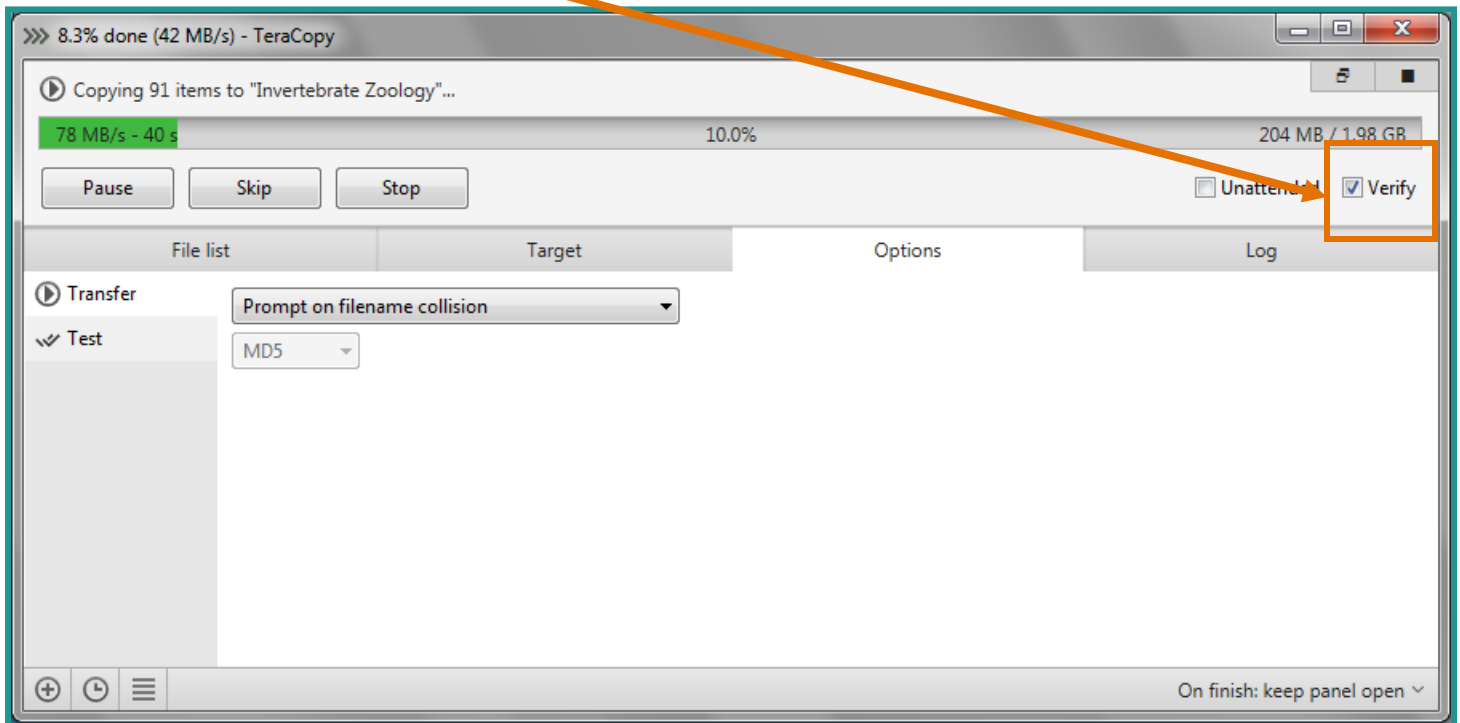 8.3% done (42 MB/s) - TeraCopy
Copying 91 items to "Invertebrate Zoology"...
78 MB/s - 40 s 10.0% 204 MB / 1.98 GB
Pause Skip Stop Unattended Verify
File list Target Options Log
Transfer Prompt on filename collision
Test MD5
On finish: keep panel open